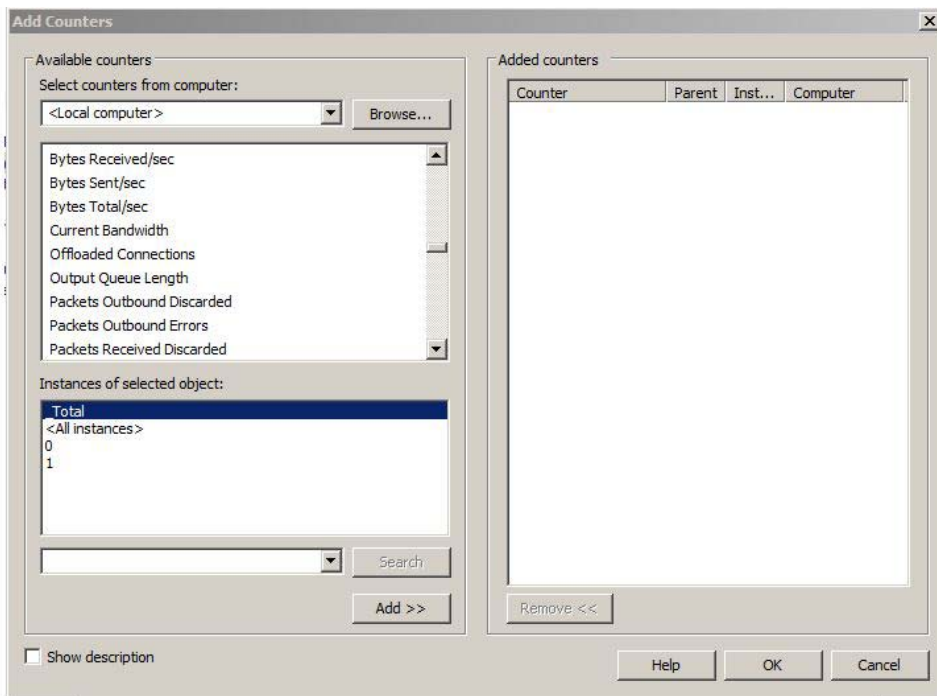 Add Counters
Available counters
Select counters from computer:
<Local computer>
Browse...
Bytes Received/sec
Bytes Sent/sec
Bytes Total/sec
Current Bandwidth
Offloaded Connections
Output Queue Length
Packets Outbound Discarded
Packets Outbound Errors
Packets Received Discarded
Instances of selected object:
_Total
<All instances>
0
1
Search
Add >>
Show description
Added counters
Counter Parent Inst... Computer
Remove <<
Help OK Cancel